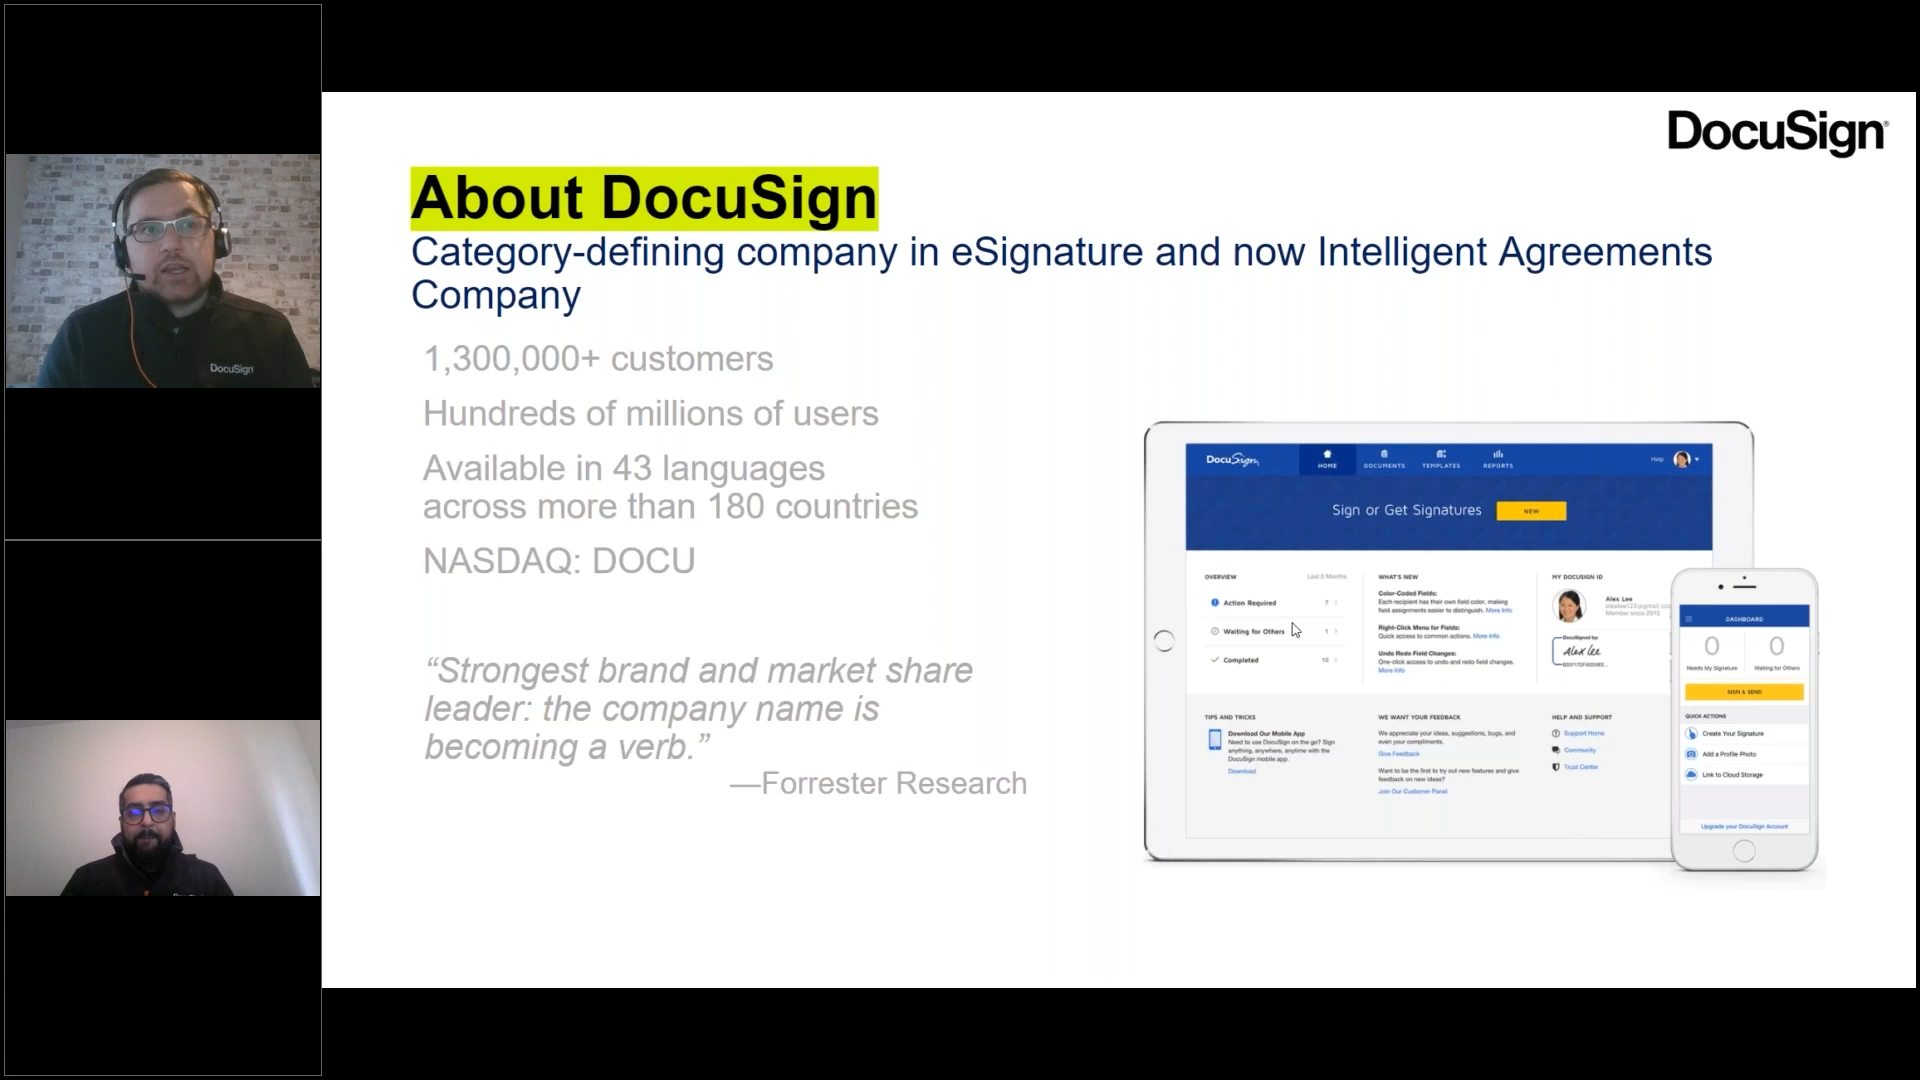 DocuSign
About DocuSign
Category-defining company in eSignature and now Intelligent Agreements
Company
1,300,000+ customers
Hundreds of millions of users
Available in 43 languages
across more than 180 countries
NASDAQ: DOCU
“Strongest brand and market share
leader: the company name is
becoming a verb.”
—Forrester Research
DocuSign
DocuSign
HOME
DOCUMENTS
TEMPLATES
REPORTS
Help
Sign or Get Signatures
NEW
OVERVIEW
Last 6 Months
Action Required
7
Waiting for Others
1
Completed
10
WHAT'S NEW
Color-Coded Fields:
Each recipient has their own field color, making
field assignments easier to distinguish. More Info
Right-Click Menu for Fields:
Quick access to common actions. More Info
Undo Redo Field Changes:
One-click access to undo and redo field changes.
More Info
MY DOCUSIGN ID
Alex Lee
Member since 2015
DocuSigned by:
Alex Lee
TIPS AND TRICKS
Download Our Mobile App
Need to use DocuSign on the go? Sign
anything, anywhere, anytime with the
DocuSign mobile app.
Download
WE WANT YOUR FEEDBACK
We appreciate your ideas, suggestions, bugs, and
even your compliments.
Give Feedback
Want to be the first to try out new features and give
feedback on new ideas?
Join Our Customer Panel
HELP AND SUPPORT
Support Home
Community
Trust Center
DASHBOARD
0
0
Needs My Signature
Waiting for Others
SIGN & SEND
QUICK ACTIONS
Create Your Signature
Add a Profile Photo
Link to Cloud Storage
Upgrade your DocuSign Account